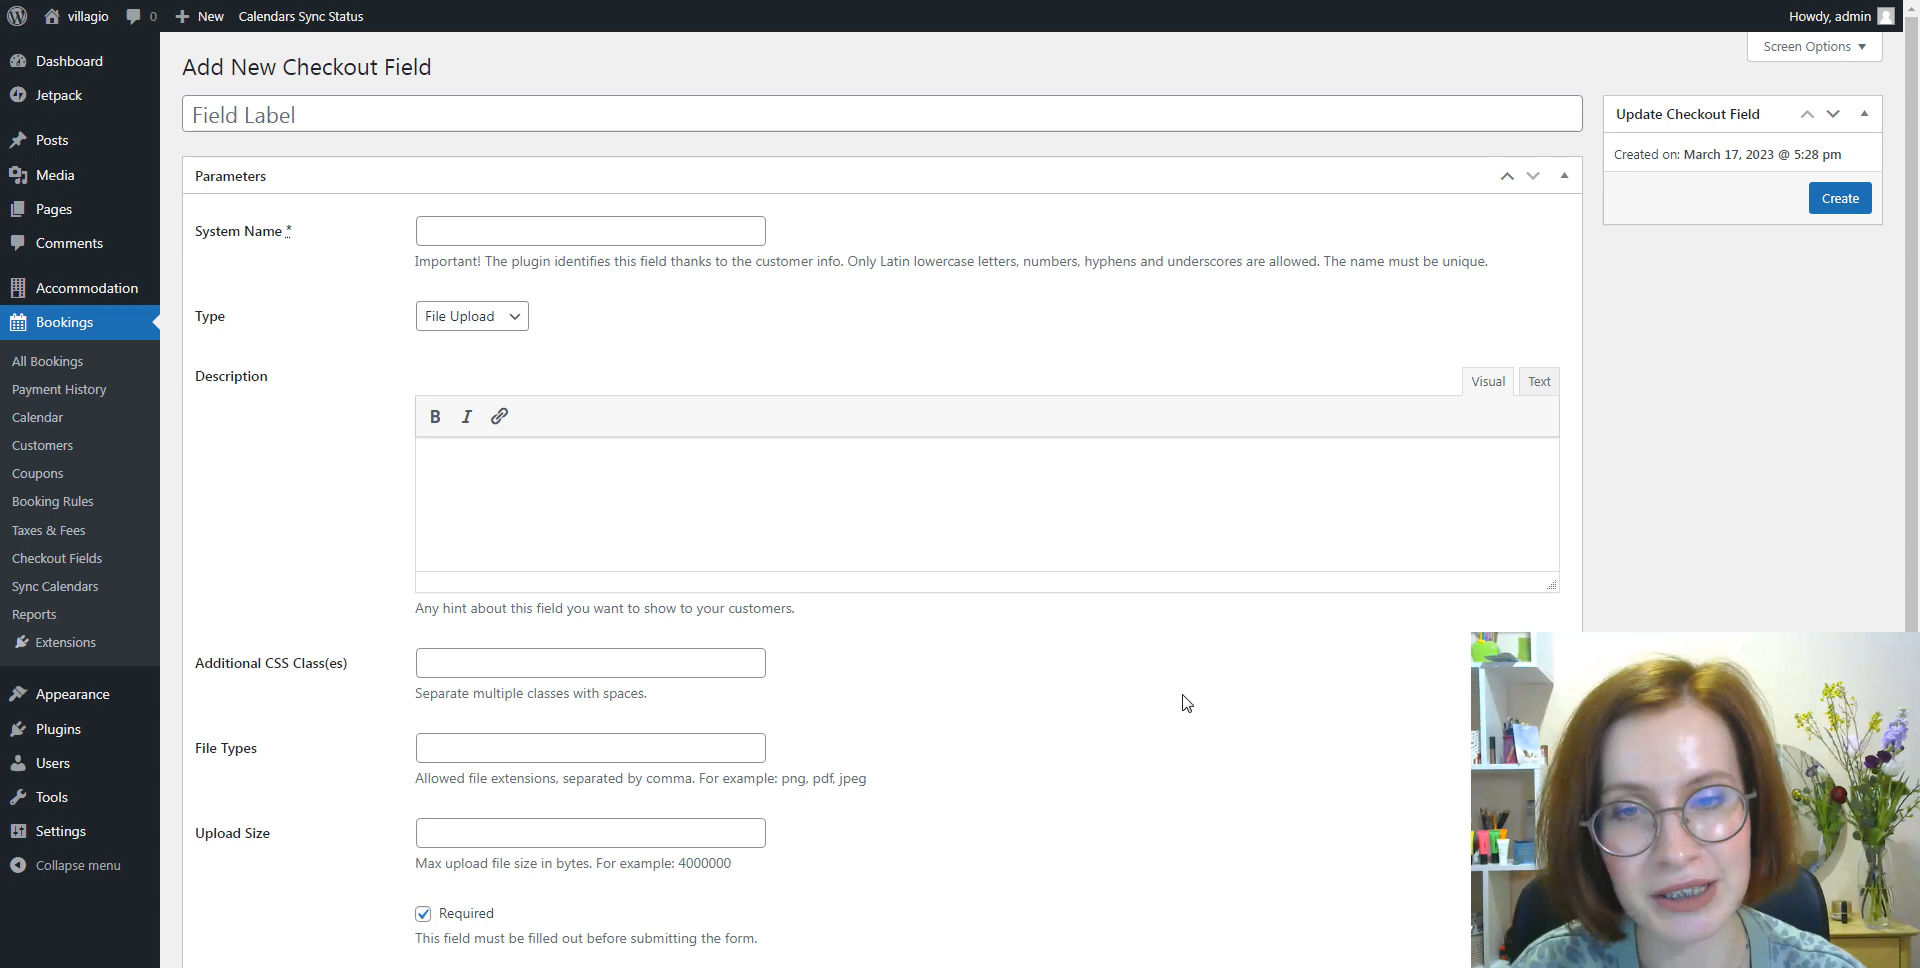 villagio
0
New
Calendars Sync Status
Howdy, admin
Screen Options
Dashboard
Jetpack
Posts
Media
Pages
Comments
Accommodation
Bookings
All Bookings
Payment History
Calendar
Customers
Coupons
Booking Rules
Taxes & Fees
Checkout Fields
Sync Calendars
Reports
Extensions
Appearance
Plugins
Users
Tools
Settings
Collapse menu
Add New Checkout Field
Field Label
Parameters
System Name *
Important! The plugin identifies this field thanks to the customer info. Only Latin lowercase letters, numbers, hyphens and underscores are allowed. The name must be unique.
Type
File Upload
Description
Visual
Text
B I
Any hint about this field you want to show to your customers.
Additional CSS Class(es)
Separate multiple classes with spaces.
File Types
Allowed file extensions, separated by comma. For example: png, pdf, jpeg
Upload Size
Max upload file size in bytes. For example: 4000000
Required
This field must be filled out before submitting the form.
Update Checkout Field
Created on: March 17, 2023 @ 5:28 pm
Create